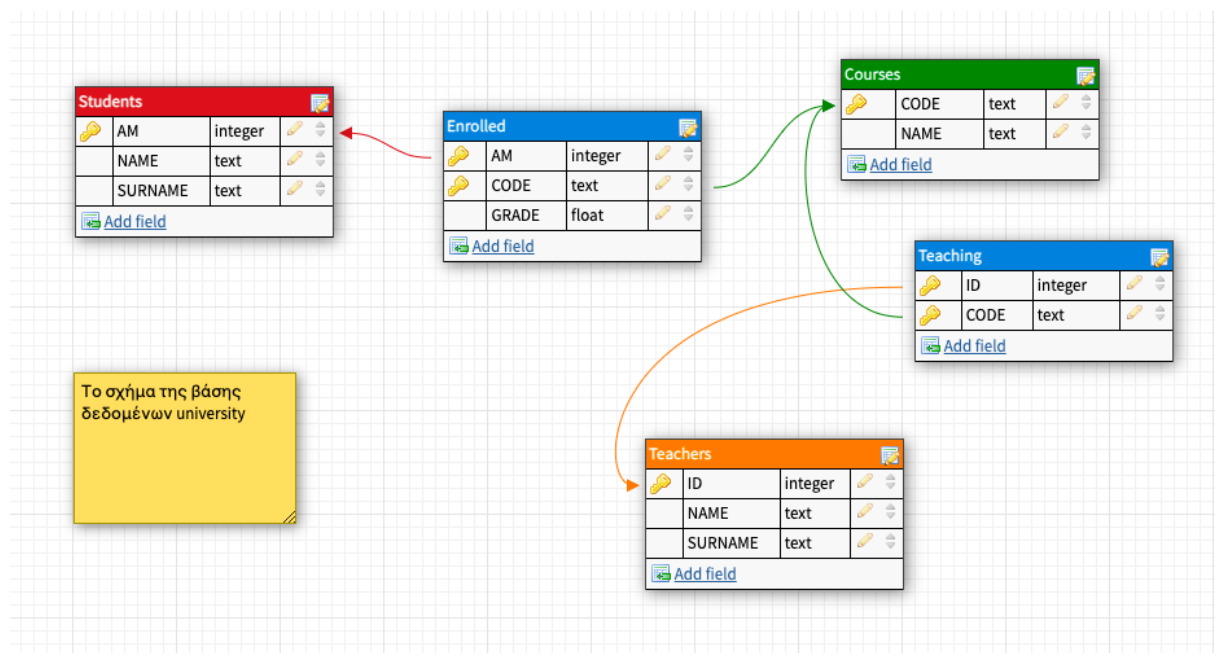 Students
AM integer
NAME text
SURNAME text
Add field
Enrolled
AM integer
CODE text
GRADE float
Add field
Courses
CODE text
NAME text
Add field
Teaching
ID integer
CODE text
Add field
Το σχήμα της βάσης
δεδομένων university
Teachers
ID integer
NAME text
SURNAME text
Add field